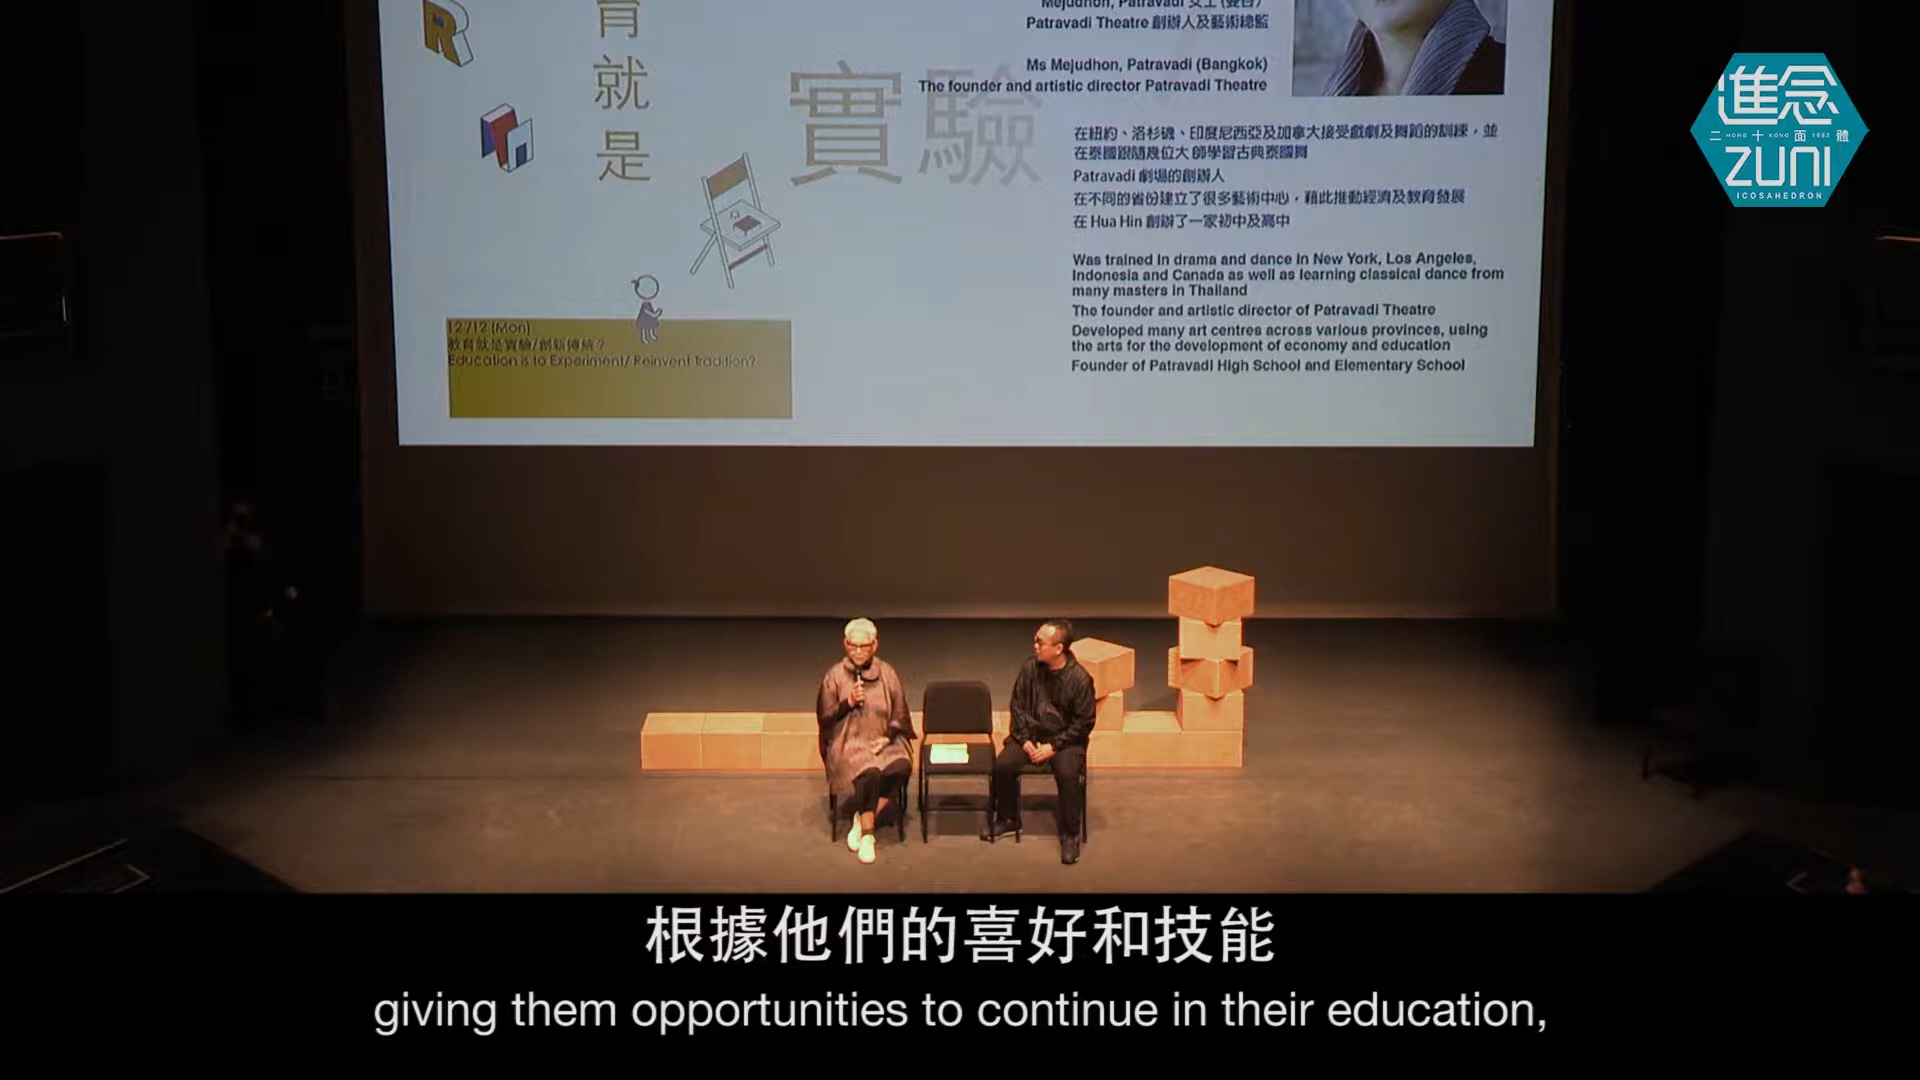 R
育
就
是
實驗
Mejudhon, Patravadi 女士 (曼谷)
Patravadi Theatre 創辦人及藝術總監
Ms Mejudhon, Patravadi (Bangkok)
The founder and artistic director Patravadi Theatre
在紐約、洛杉磯、印度尼西亞及加拿大接受戲劇及舞蹈的訓練，並
在泰國跟隨幾位大 師學習古典泰國舞
Patravadi 劇場的創辦人
在不同的省份建立了很多藝術中心，藉此推動經濟及教育發展
在 Hua Hin 創辦了一家初中及高中
Was trained in drama and dance in New York, Los Angeles,
Indonesia and Canada as well as learning classical dance from
many masters in Thailand
The founder and artistic director of Patravadi Theatre
Developed many art centres across various provinces, using
the arts for the development of economy and education
Founder of Patravadi High School and Elementary School
12/12 (Mon)
教育就是實驗/創新傳統？
Education is to Experiment/ Reinvent Tradition?
進念
二 HONG 十 KONG 面 1982 體
ZUNI
ICOSAHEDRON
根據他們的喜好和技能
giving them opportunities to continue in their education,